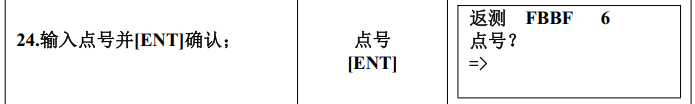 24.输入点号并[ENT]确认；
点号
[ENT]
返测 FBBF 6
点号？
=>